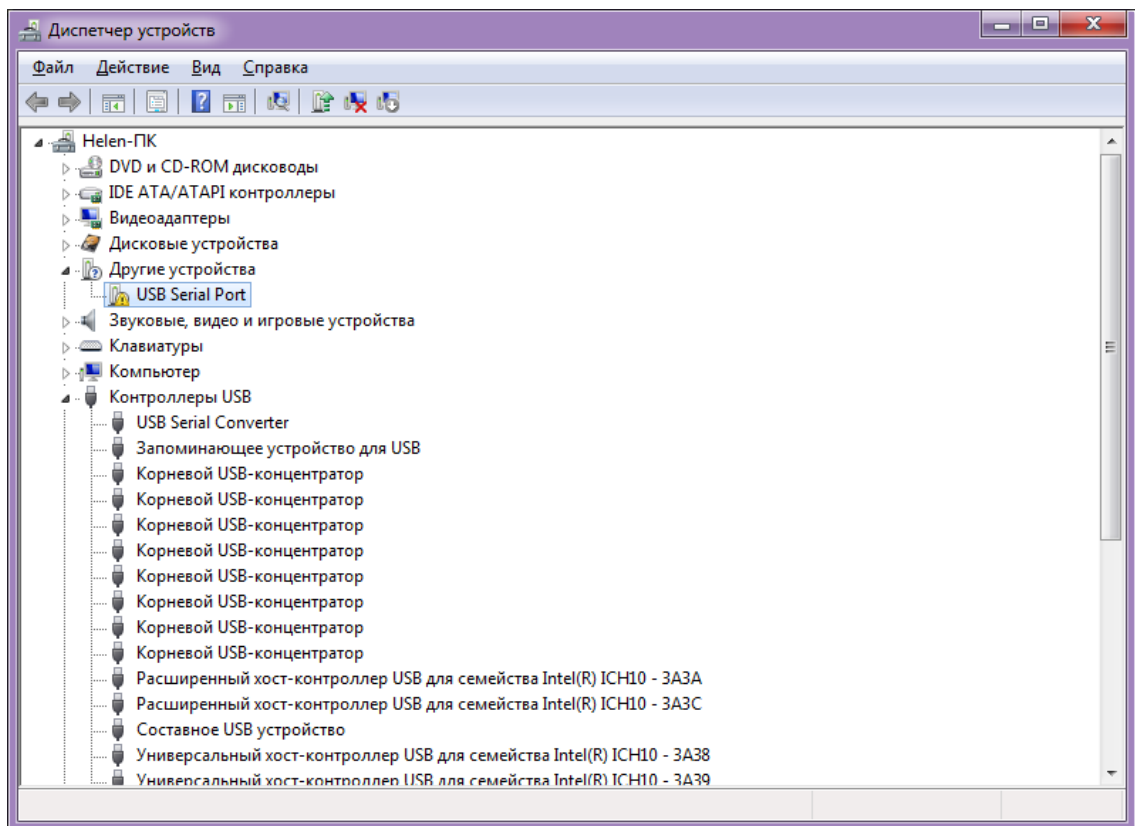 Диспетчер устройств
Файл Действие Вид Справка
Helen-ПК
DVD и CD-ROM дисководы
IDE ATA/ATAPI контроллеры
Видеоадаптеры
Дисковые устройства
Другие устройства
USB Serial Port
Звуковые, видео и игровые устройства
Клавиатуры
Компьютер
Контроллеры USB
USB Serial Converter
Запоминающее устройство для USB
Корневой USB-концентратор
Корневой USB-концентратор
Корневой USB-концентратор
Корневой USB-концентратор
Корневой USB-концентратор
Корневой USB-концентратор
Корневой USB-концентратор
Корневой USB-концентратор
Расширенный хост-контроллер USB для семейства Intel(R) ICH10 - 3A3A
Расширенный хост-контроллер USB для семейства Intel(R) ICH10 - 3A3C
Составное USB устройство
Универсальный хост-контроллер USB для семейства Intel(R) ICH10 - 3A38
Универсальный хост-контроллер USB для семейства Intel(R) ICH10 - 3A39